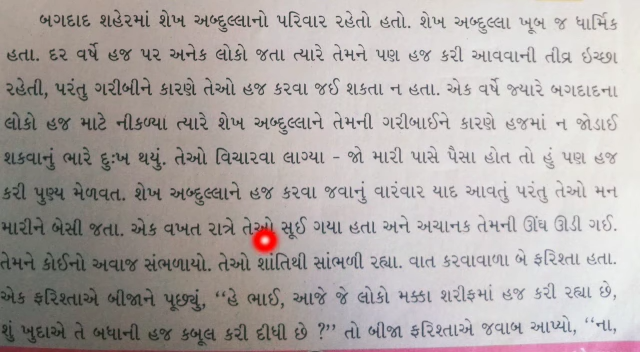 બગદાદ શહેરમાં શેખ અબ્દુલ્લાનો પરિવાર રહેતો હતો. શેખ અબ્દુલ્લા ખૂબ જ ધાર્મિક
હતા. દર વર્ષે હજ પર અનેક લોકો જતા ત્યારે તેમને પણ હજ કરી આવવાની તીવ્ર ઇચ્છા
રહેતી, પરંતુ ગરીબીને કારણે તેઓ હજ કરવા જઈ શકતા ન હતા. એક વર્ષે જ્યારે બગદાદના
લોકો હજ માટે નીકળ્યા ત્યારે શેખ અબ્દુલ્લાને તેમની ગરીબાઈને કારણે હજમાં ન જોડાઈ
શકવાનું ભારે દુઃખ થયું. તેઓ વિચારવા લાગ્યા - જો મારી પાસે પૈસા હોત તો હું પણ હજ
કરી પુણ્ય મેળવત. શેખ અબ્દુલ્લાને હજ કરવા જવાનું વારંવાર યાદ આવતું પરંતુ તેઓ મન
મારીને બેસી જતા. એક વખત રાત્રે તેઓ સૂઈ ગયા હતા અને અચાનક તેમની ઊંઘ ઊડી ગઈ.
તેમને કોઈનો અવાજ સંભળાયો. તેઓ શાંતિથી સાંભળી રહ્યા. વાત કરવાવાળા બે ફરિશ્તા હતા.
એક ફરિશ્તાએ બીજાને પૂછ્યું, “હે ભાઈ, આજે જે લોકો મક્કા શરીફમાં હજ કરી રહ્યા છે,
શું ખુદાએ તે બધાની હજ કબૂલ કરી દીધી છે ?” તો બીજા ફરિશ્તાએ જવાબ આપ્યો, “ના,